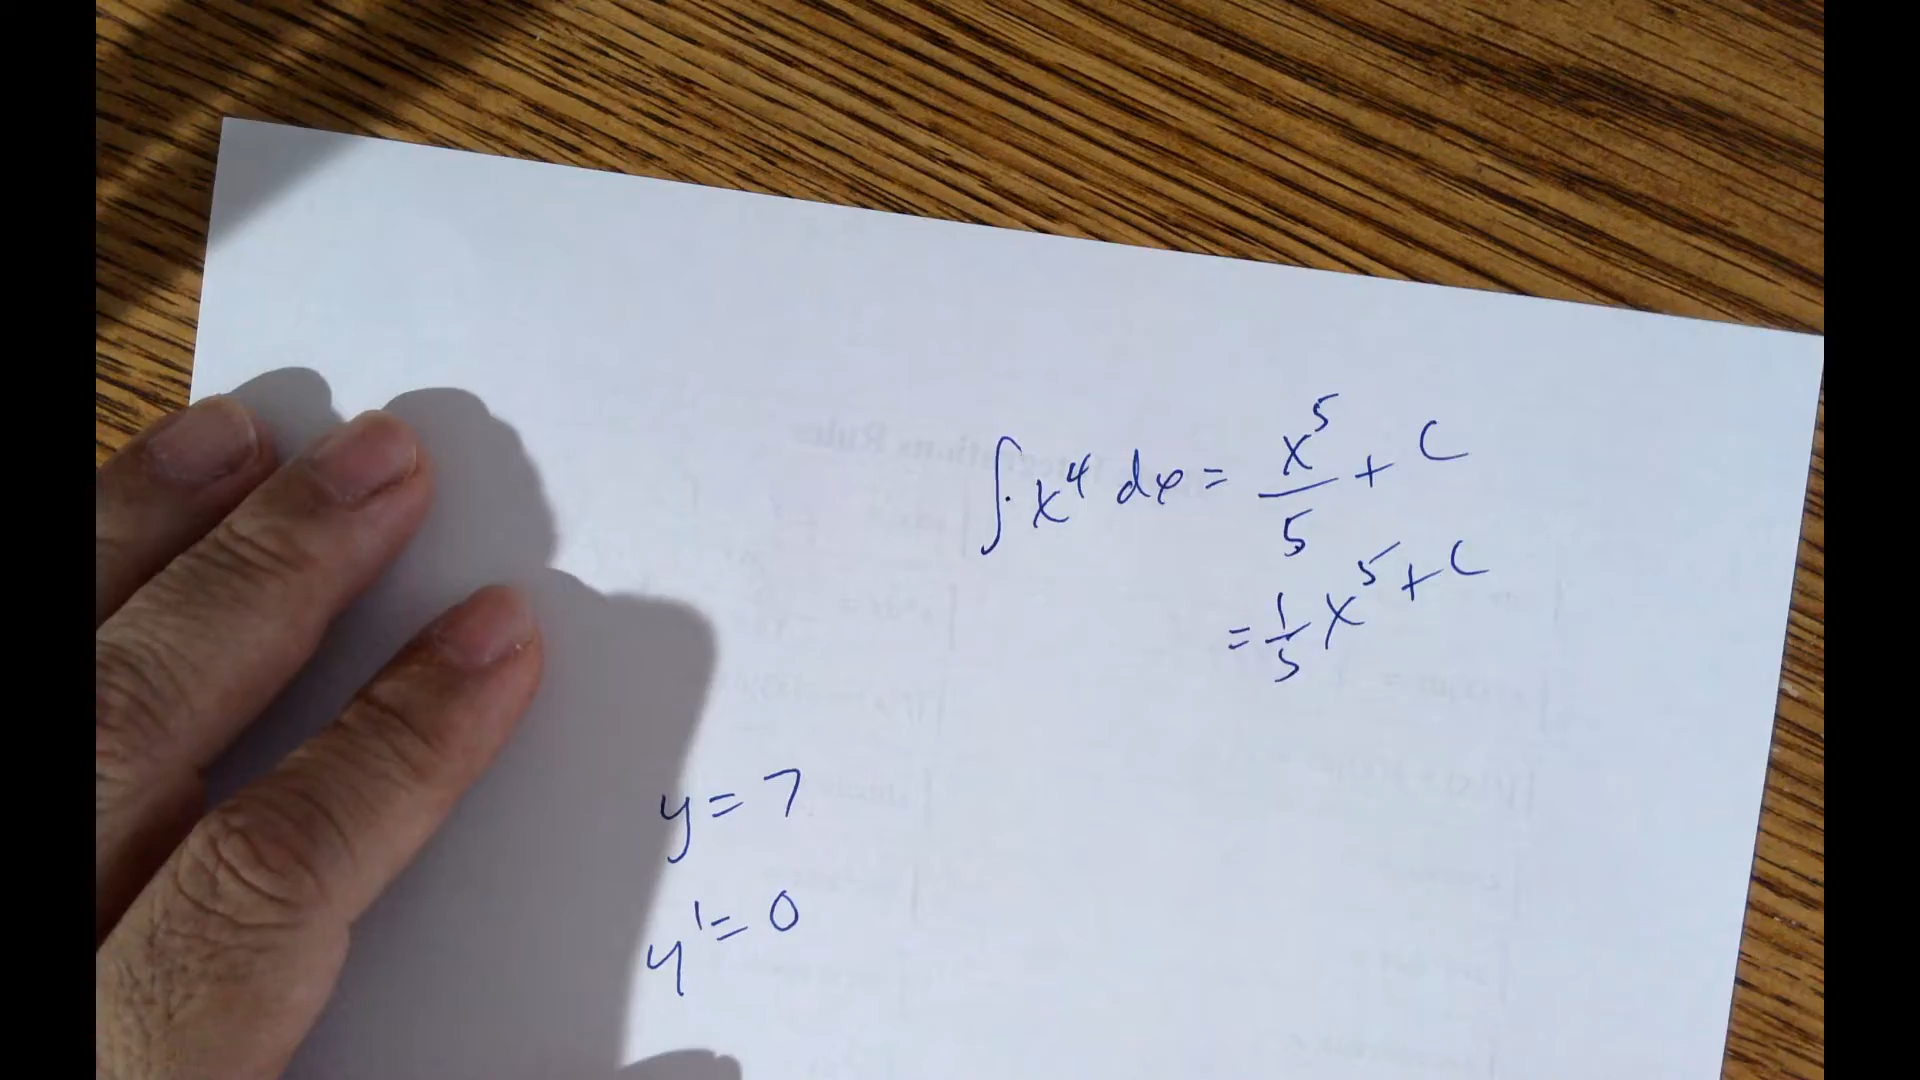 ∫ x⁴ dx = x⁵/5 + C
= 1/5 x⁵ + C
y = 7
y' = 0